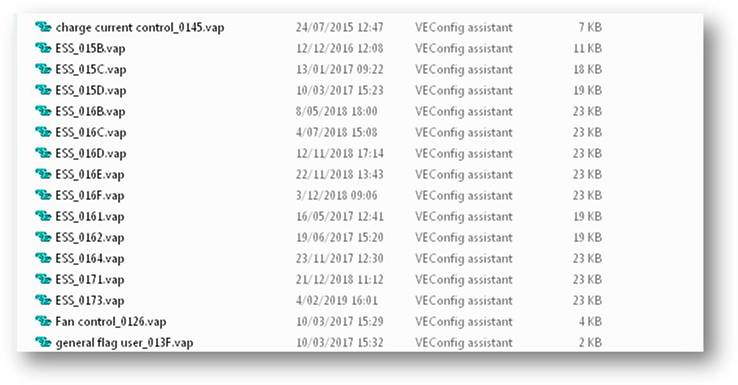 charge current control_0145.vap 24/07/2015 12:47 VEConfig assistant 7 KB
ESS_015B.vap 12/12/2016 12:08 VEConfig assistant 11 KB
ESS_015C.vap 13/01/2017 09:22 VEConfig assistant 18 KB
ESS_015D.vap 10/03/2017 15:23 VEConfig assistant 19 KB
ESS_016B.vap 8/05/2018 18:00 VEConfig assistant 23 KB
ESS_016C.vap 4/07/2018 15:08 VEConfig assistant 23 KB
ESS_016D.vap 12/11/2018 17:14 VEConfig assistant 23 KB
ESS_016E.vap 22/11/2018 13:43 VEConfig assistant 23 KB
ESS_016F.vap 3/12/2018 09:06 VEConfig assistant 23 KB
ESS_0161.vap 16/05/2017 12:41 VEConfig assistant 19 KB
ESS_0162.vap 19/06/2017 15:20 VEConfig assistant 19 KB
ESS_0164.vap 23/11/2017 12:30 VEConfig assistant 23 KB
ESS_0171.vap 21/12/2018 11:12 VEConfig assistant 23 KB
ESS_0173.vap 4/02/2019 16:01 VEConfig assistant 23 KB
Fan control_0126.vap 10/03/2017 15:29 VEConfig assistant 4 KB
general flag user_013F.vap 10/03/2017 15:32 VEConfig assistant 2 KB